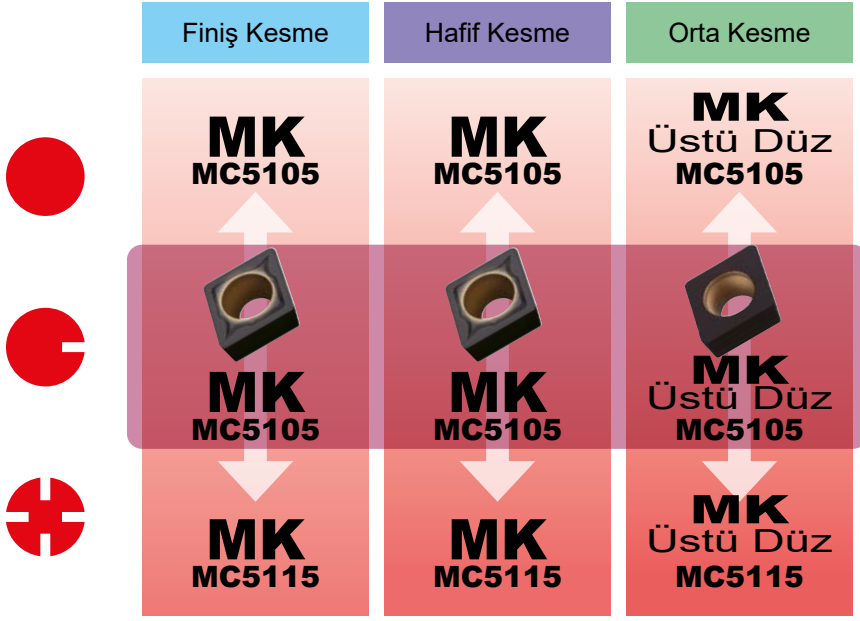 Finiş Kesme
Hafif Kesme
Orta Kesme
MK
MC5105
MK
MC5105
MK
Üstü Düz
MC5105
MK
MC5105
MK
MC5105
MK
Üstü Düz
MC5105
MK
MC5115
MK
MC5115
MK
Üstü Düz
MC5115